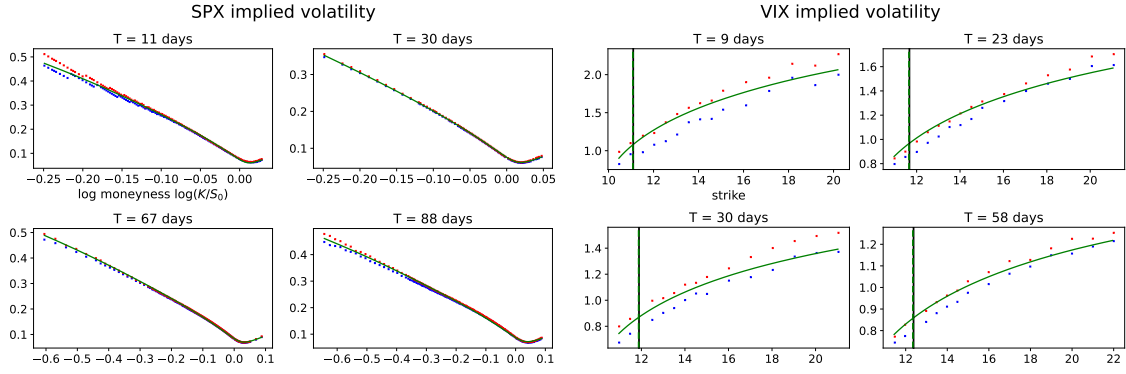 SPX implied volatility
VIX implied volatility
T = 11 days
T = 30 days
T = 9 days
T = 23 days
0.5
0.4
0.3
0.2
0.1
−0.25 −0.20 −0.15 −0.10 −0.05 0.00
log moneyness log(K/S0)
0.3
0.2
0.1
−0.25 −0.20 −0.15 −0.10 −0.05 0.00 0.05
2.0
1.5
1.0
10 12 14 16 18 20
strike
1.6
1.4
1.2
1.0
0.8
12 14 16 18 20
T = 67 days
T = 88 days
T = 30 days
T = 58 days
0.5
0.4
0.3
0.2
0.1
−0.6 −0.5 −0.4 −0.3 −0.2 −0.1 0.0 0.1
0.4
0.3
0.2
0.1
−0.6 −0.5 −0.4 −0.3 −0.2 −0.1 0.0 0.1
1.4
1.2
1.0
0.8
12 14 16 18 20
1.2
1.1
1.0
0.9
0.8
12 14 16 18 20 22